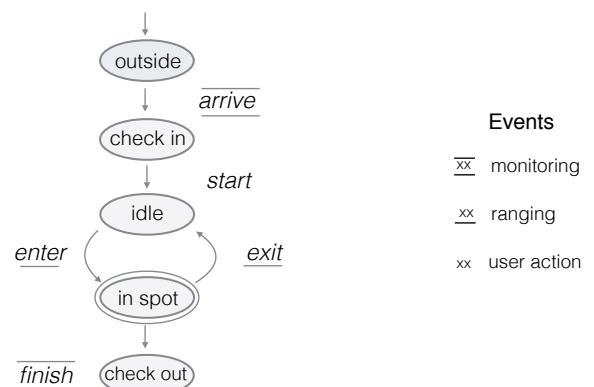 outside
arrive
check in
start
idle
enter
exit
in spot
finish
check out
Events
xx monitoring
xx ranging
xx user action